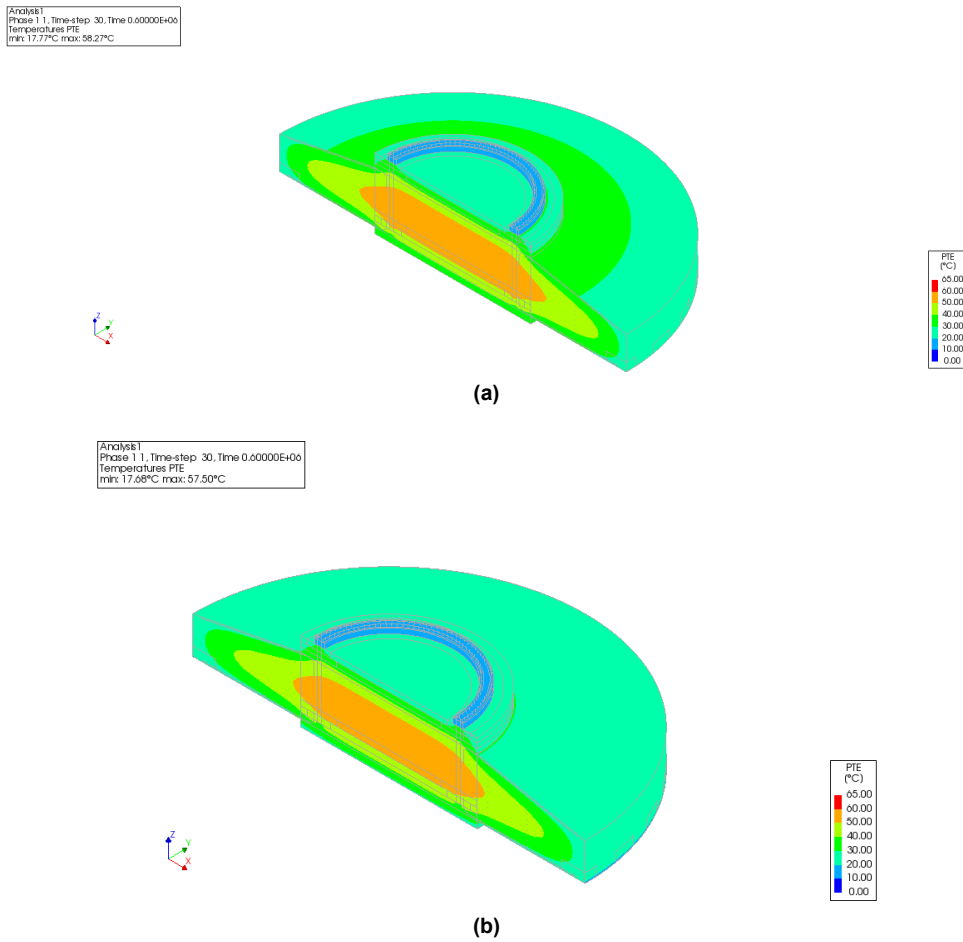 Analysis1
Phase 1 1, Time-step 30, Time 0.60000E+06
Temperatures PTE
min: 17.77°C max: 58.27°C
PTE
(°C)
65.00
60.00
50.00
40.00
30.00
20.00
10.00
0.00
Z
Y
X
(a)
Analysis1
Phase 1 1, Time-step 30, Time 0.60000E+06
Temperatures PTE
min: 17.68°C max: 57.50°C
PTE
(°C)
65.00
60.00
50.00
40.00
30.00
20.00
10.00
0.00
Z
Y
X
(b)